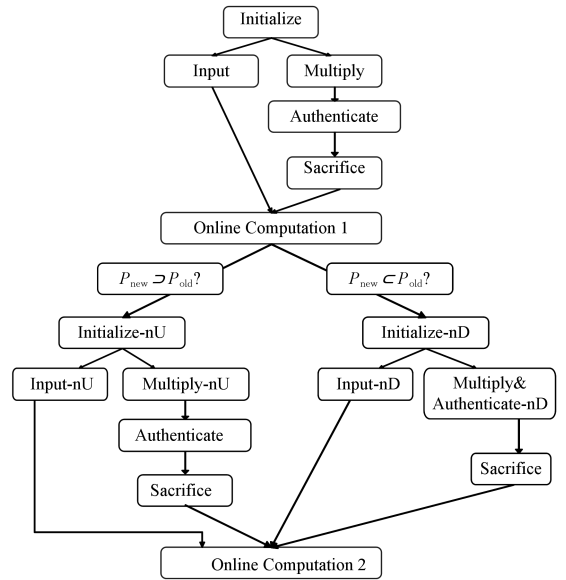 Initialize
Input
Multiply
Authenticate
Sacrifice
Online Computation 1
P_new ⊃ P_old?
P_new ⊂ P_old?
Initialize-nU
Initialize-nD
Input-nU
Multiply-nU
Input-nD
Multiply&
Authenticate-nD
Authenticate
Sacrifice
Sacrifice
Online Computation 2